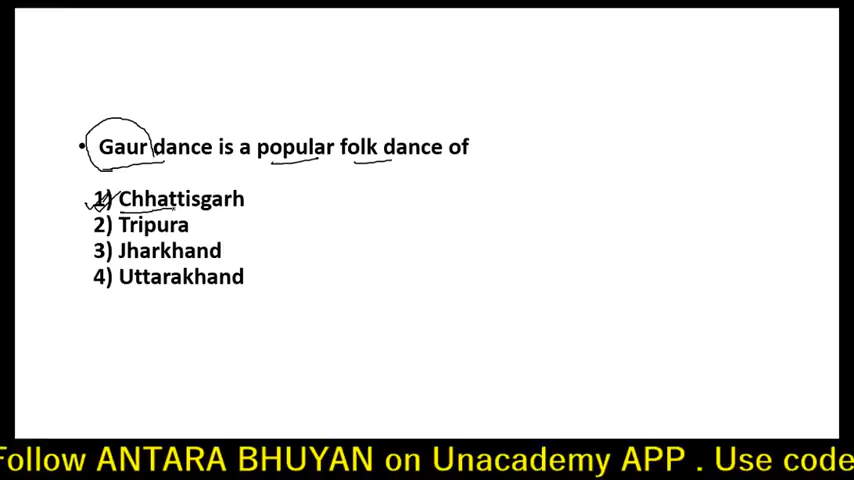 • Gaur dance is a popular folk dance of
1) Chhattisgarh
2) Tripura
3) Jharkhand
4) Uttarakhand
Follow ANTARA BHUYAN on Unacademy APP . Use code